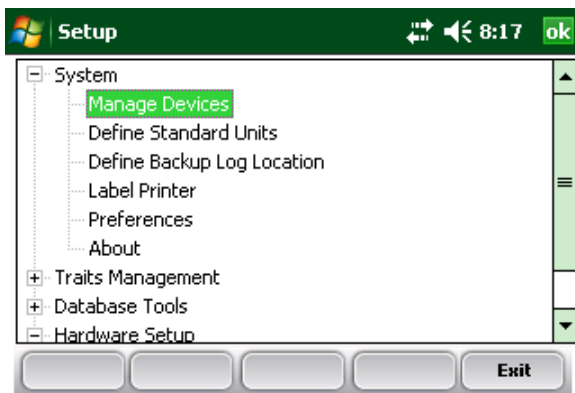 Setup 8:17 ok
System
Manage Devices
Define Standard Units
Define Backup Log Location
Label Printer
Preferences
About
Traits Management
Database Tools
Hardware Setup
Exit